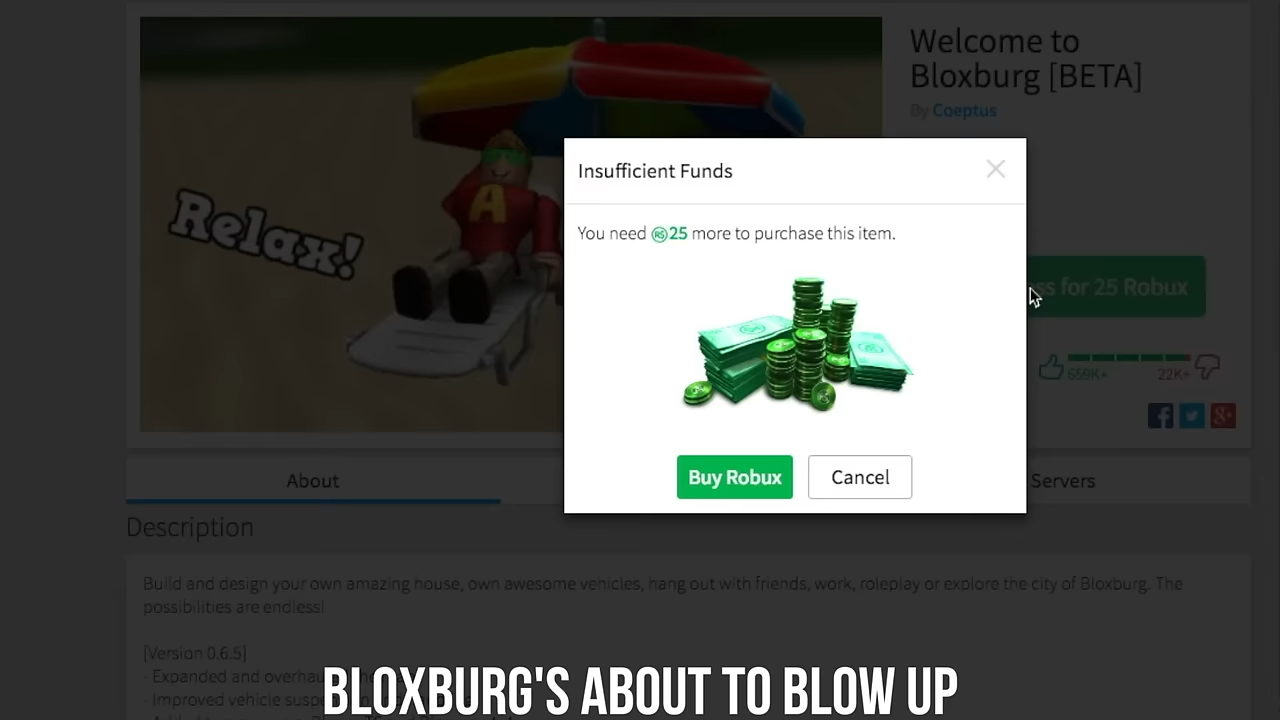 Welcome to
Bloxburg [BETA]
By Coeptus
Relax!
A
Insufficient Funds
You need R$25 more to purchase this item.
ss for 25 Robux
659K+ 22K+
Buy Robux Cancel
About Servers
Description
Build and design your own amazing house, own awesome vehicles, hang out with friends, work, roleplay or explore the city of Bloxburg. The
possibilities are endless!
[Version 0.6.5]
- Expanded and overhau
- Improved vehicle susp
BLOXBURG'S ABOUT TO BLOW UP